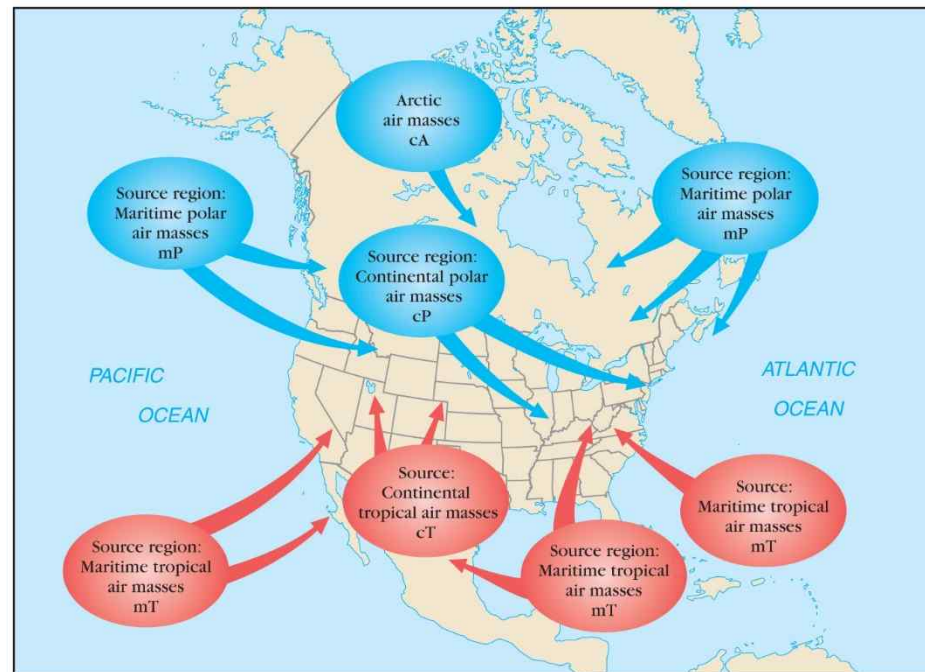 Arctic
air masses
cA
Source region:
Maritime polar
air masses
mP
Source region:
Maritime polar
air masses
mP
Source region:
Continental polar
air masses
cP
PACIFIC
OCEAN
ATLANTIC
OCEAN
Source:
Continental
tropical air masses
cT
Source:
Maritime tropical
air masses
mT
Source region:
Maritime tropical
air masses
mT
Source region:
Maritime tropical
air masses
mT